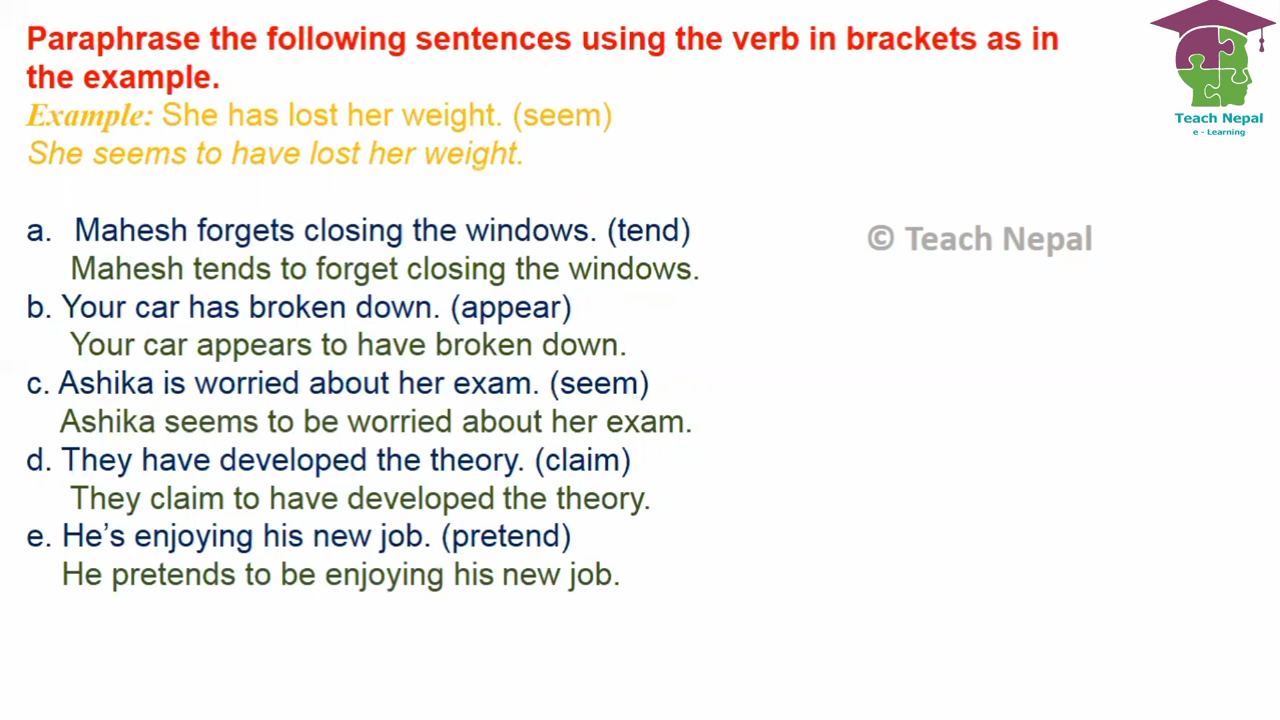 Paraphrase the following sentences using the verb in brackets as in
the example.
Example: She has lost her weight. (seem)
She seems to have lost her weight.
Teach Nepal
e - Learning
a. Mahesh forgets closing the windows. (tend)
© Teach Nepal
Mahesh tends to forget closing the windows.
b. Your car has broken down. (appear)
Your car appears to have broken down.
c. Ashika is worried about her exam. (seem)
Ashika seems to be worried about her exam.
d. They have developed the theory. (claim)
They claim to have developed the theory.
e. He’s enjoying his new job. (pretend)
He pretends to be enjoying his new job.